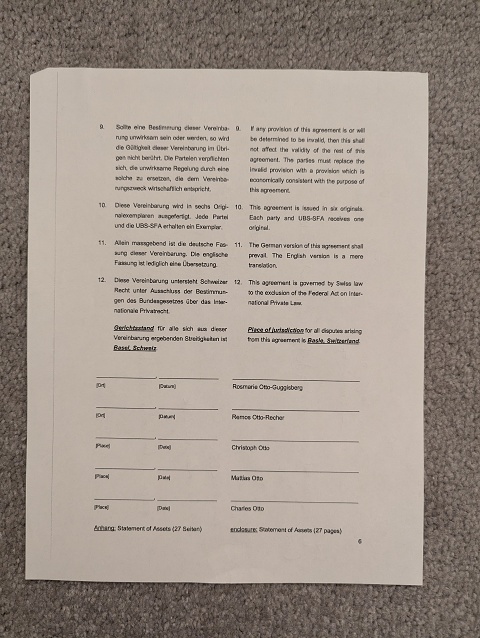 9. Sollte eine Bestimmung dieser Vereinba-
rung unwirksam sein oder werden, so wird
die Gültigkeit dieser Vereinbarung im Übri-
gen nicht berührt. Die Parteien verpflichten
sich, die unwirksame Regelung durch eine
solche zu ersetzen, die dem Vereinba-
rungszweck wirtschaftlich entspricht.
10. Diese Vereinbarung wird in sechs Origi-
nalexemplaren ausgefertigt. Jede Partei
und die UBS-SFA erhalten ein Exemplar.
11. Allein massgebend ist die deutsche Fas-
sung dieser Vereinbarung. Die englische
Fassung ist lediglich eine Übersetzung.
12. Diese Vereinbarung untersteht Schweizer
Recht unter Ausschluss der Bestimmun-
gen des Bundesgesetzes über das Inter-
nationale Privatrecht.
Gerichtsstand für alle sich aus dieser
Vereinbarung ergebenden Streitigkeiten ist
Basel, Schweiz.
9. If any provision of this agreement is or will
be determined to be invalid, then this shall
not affect the validity of the rest of this
agreement. The parties must replace the
invalid provision with a provision which is
economically consistent with the purpose of
this agreement.
10. This agreement is issued in six originals.
Each party and UBS-SFA receives one
original.
11. The German version of this agreement shall
prevail. The English version is a mere
translation.
12. This agreement is governed by Swiss law
to the exclusion of the Federal Act on Inter-
national Private Law.
Place of jurisdiction for all disputes arising
from this agreement is Basle, Switzerland.
[Ort] [Datum] Rosmarie Otto-Guggisberg
[Ort] [Datum] Remos Otto-Recher
[Place] [Date] Christoph Otto
[Place] [Date] Mattias Otto
[Place] [Date] Charles Otto
Anhang: Statement of Assets (27 Seiten) enclosure: Statement of Assets (27 pages)
6